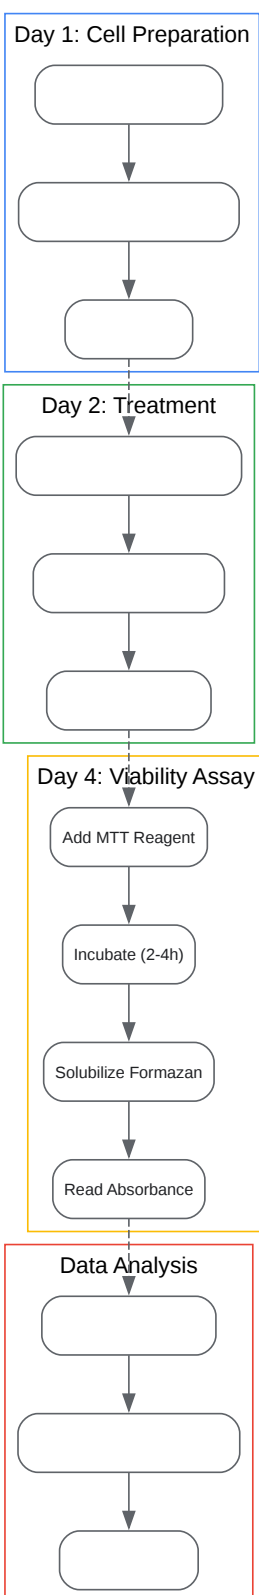 Day 1: Cell Preparation
Day 2: Treatment
Day 4: Viability Assay
Add MTT Reagent
Incubate (2-4h)
Solubilize Formazan
Read Absorbance
Data Analysis